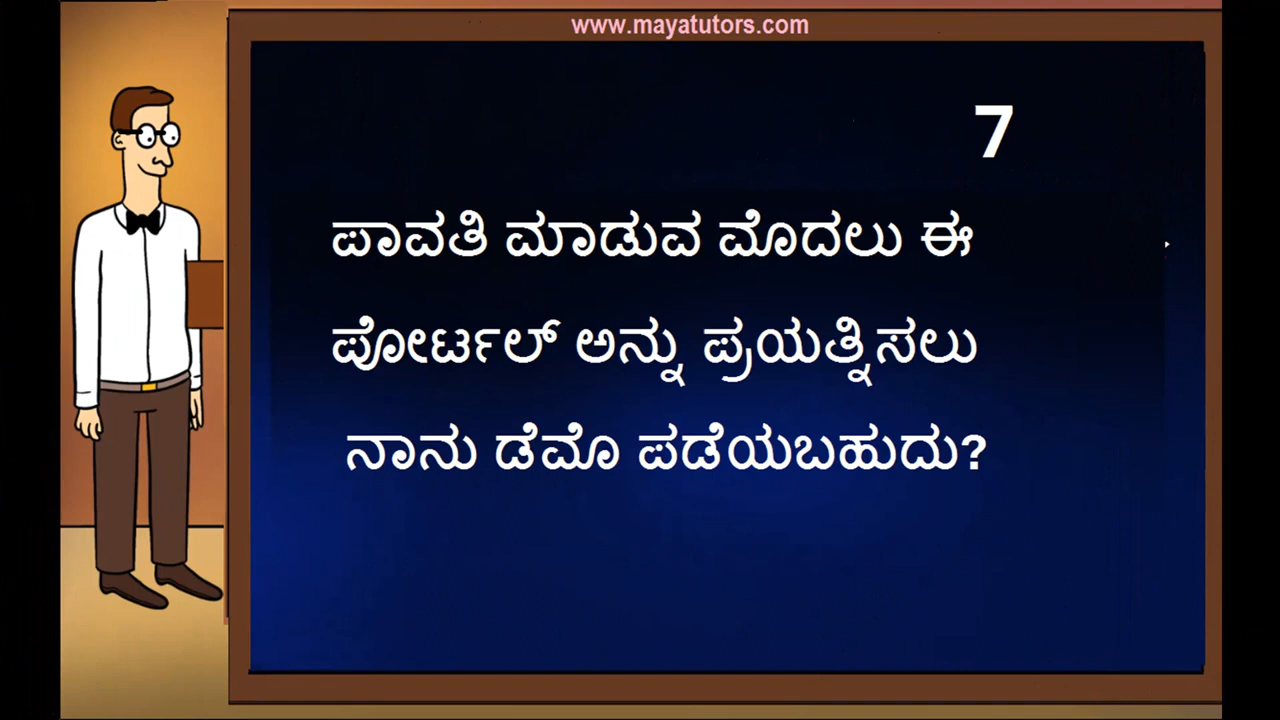 www.mayatutors.com
7
ಪಾವತಿ ಮಾಡುವ ಮೊದಲು ಈ
ಪೋರ್ಟಲ್ ಅನ್ನು ಪ್ರಯತ್ನಿಸಲು
ನಾನು ಡೆಮೊ ಪಡೆಯಬಹುದು?